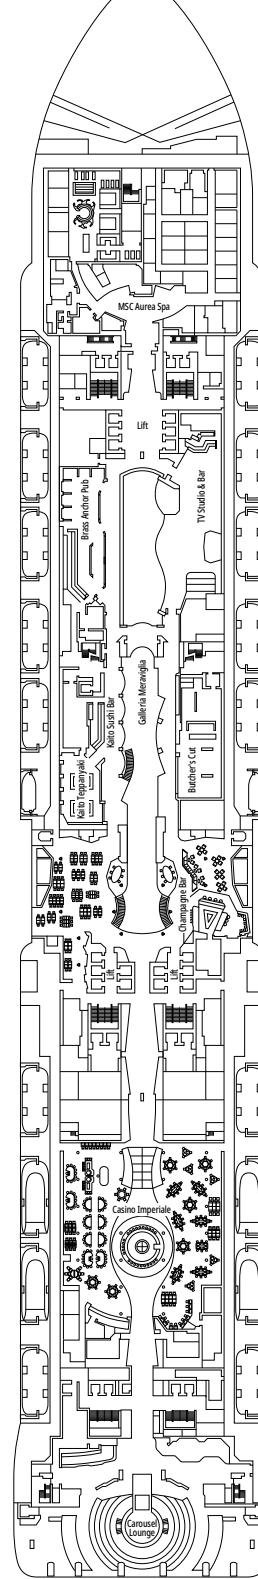 MSC Aurea Spa
Lift
Brass Anchor Pub
TV Studio & Bar
Galleria Meraviglia
Kaito Sushi Bar
Kaito Teppanyaki
Butcher's Cut
Champagne Bar
Lift
Lift
Casino Imperiale
Carousel
Lounge